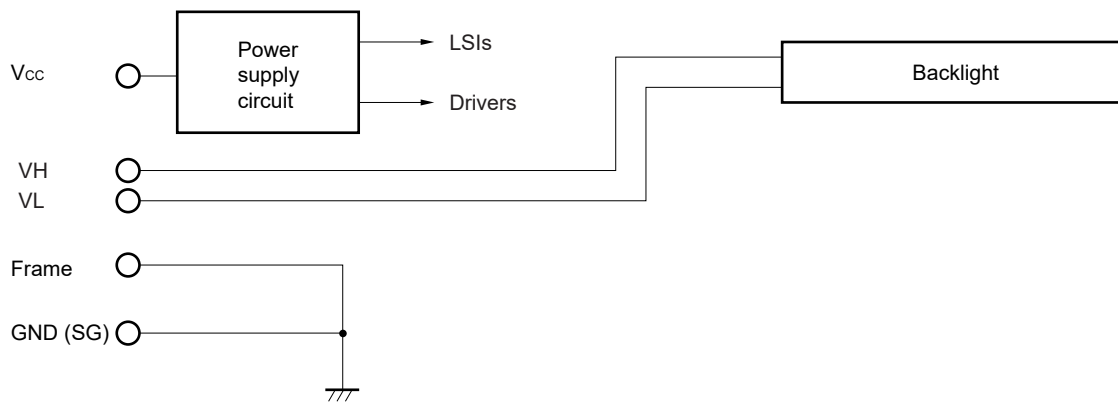 Power
supply
circuit
LSIs
Drivers
Backlight
Vcc
VH
VL
Frame
GND (SG)